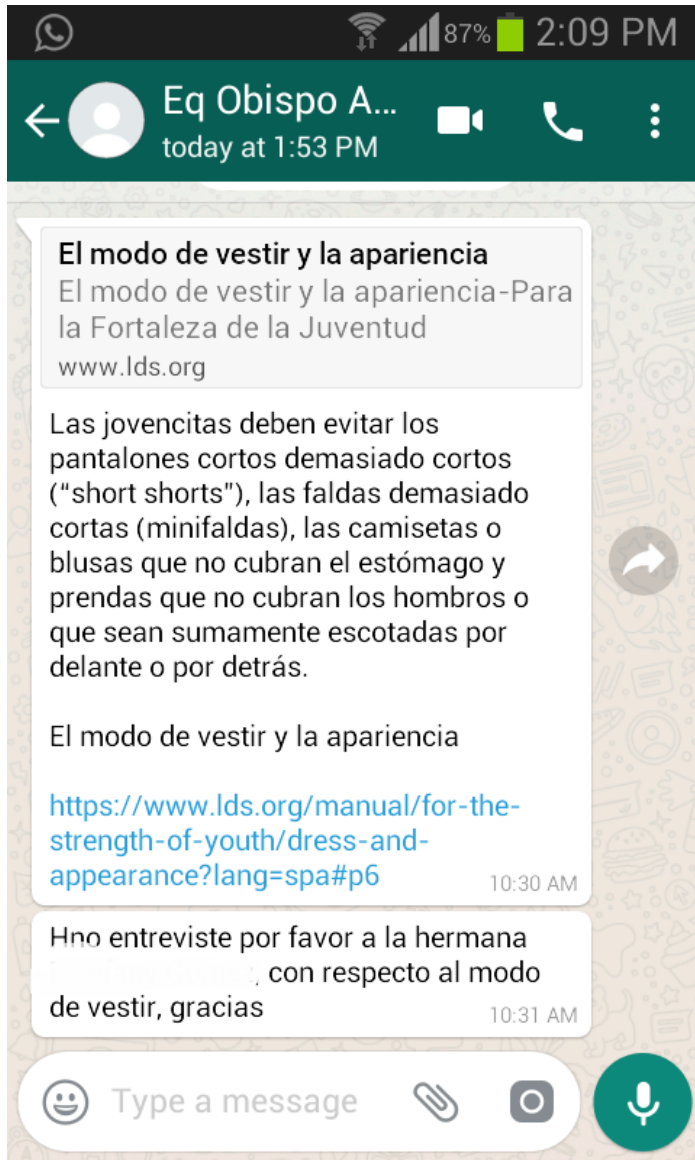 87% 2:09 PM
Eq Obispo A...
today at 1:53 PM
El modo de vestir y la apariencia
El modo de vestir y la apariencia-Para
la Fortaleza de la Juventud
www.lds.org
Las jovencitas deben evitar los
pantalones cortos demasiado cortos
(“short shorts”), las faldas demasiado
cortas (minifaldas), las camisetas o
blusas que no cubran el estómago y
prendas que no cubran los hombros o
que sean sumamente escotadas por
delante o por detrás.
El modo de vestir y la apariencia
https://www.lds.org/manual/for-the-
strength-of-youth/dress-and-
appearance?lang=spa#p6
10:30 AM
Hno entreviste por favor a la hermana
, con respecto al modo
de vestir, gracias
10:31 AM
Type a message